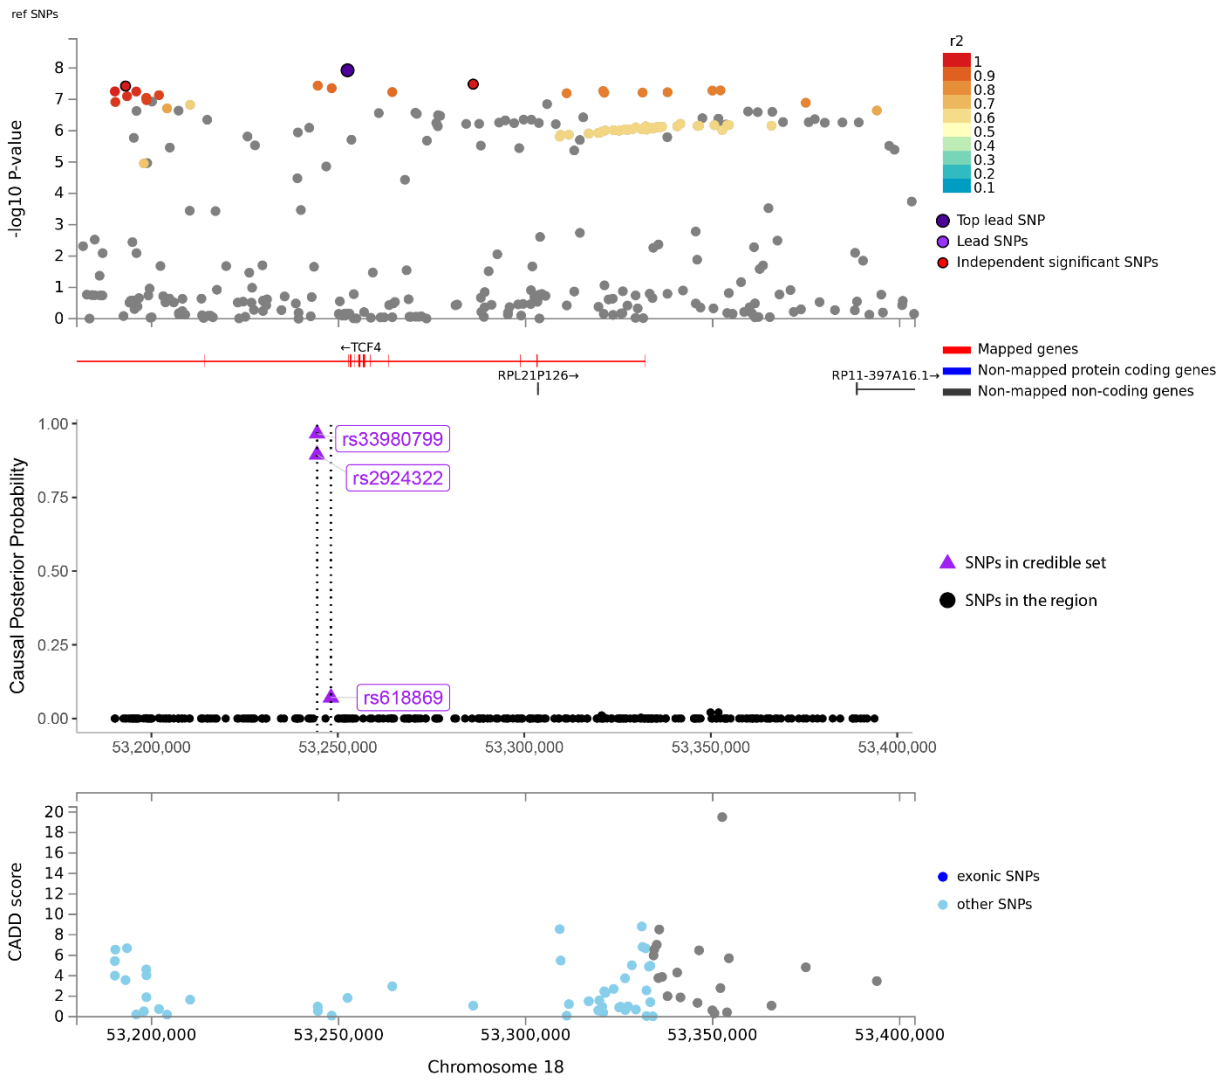 ref SNPs
-log10 P-value
8
7
6
5
4
3
2
1
0
r2
1
0.9
0.8
0.7
0.6
0.5
0.4
0.3
0.2
0.1
Top lead SNP
Lead SNPs
Independent significant SNPs
←TCF4
RPL21P126→
RP11-397A16.1→
Mapped genes
Non-mapped protein coding genes
Non-mapped non-coding genes
Causal Posterior Probability
1.00
0.75
0.50
0.25
0.00
rs33980799
rs2924322
rs618869
SNPs in credible set
SNPs in the region
53,200,000 53,250,000 53,300,000 53,350,000 53,400,000
CADD score
20
18
16
14
12
10
8
6
4
2
0
exonic SNPs
other SNPs
53,200,000 53,250,000 53,300,000 53,350,000 53,400,000
Chromosome 18